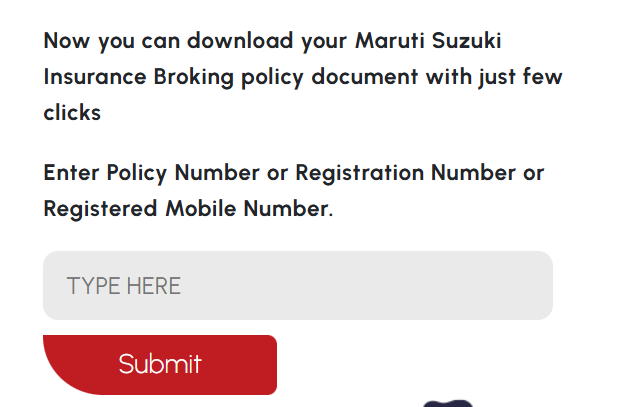 Now you can download your Maruti Suzuki
Insurance Broking policy document with just few
clicks
Enter Policy Number or Registration Number or
Registered Mobile Number.
TYPE HERE
Submit